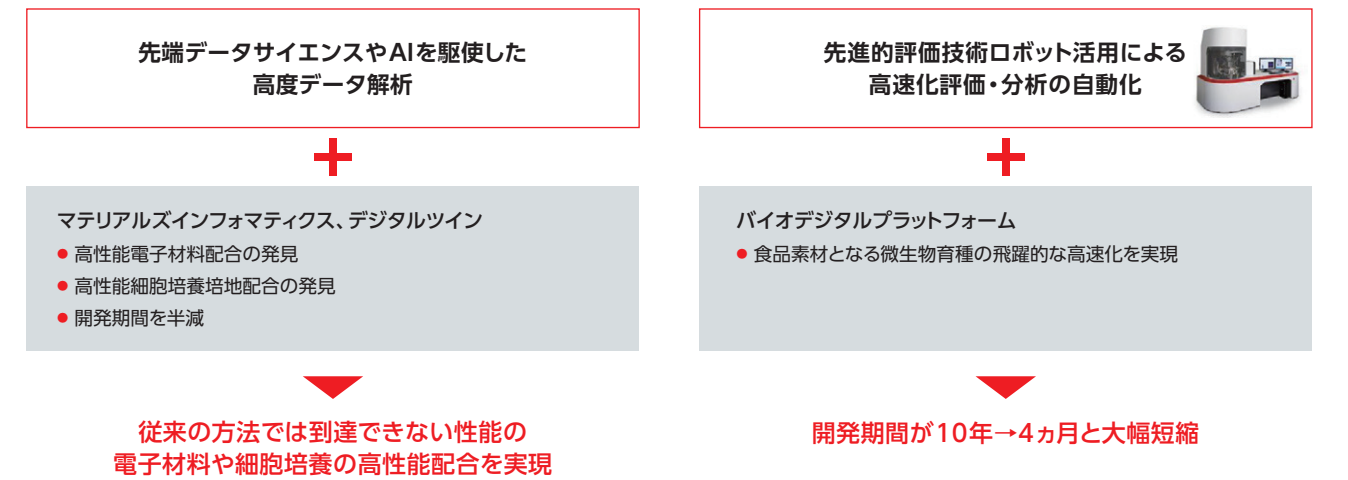 先端データサイエンスやAIを駆使した
高度データ解析
マテリアルズインフォマティクス、デジタルツイン
● 高性能電子材料配合の発見
● 高性能細胞培養培地配合の発見
● 開発期間を半減
従来の方法では到達できない性能の
電子材料や細胞培養の高性能配合を実現
先進的評価技術ロボット活用による
高速化評価・分析の自動化
バイオデジタルプラットフォーム
● 食品素材となる微生物育種の飛躍的な高速化を実現
開発期間が10年→4ヵ月と大幅短縮